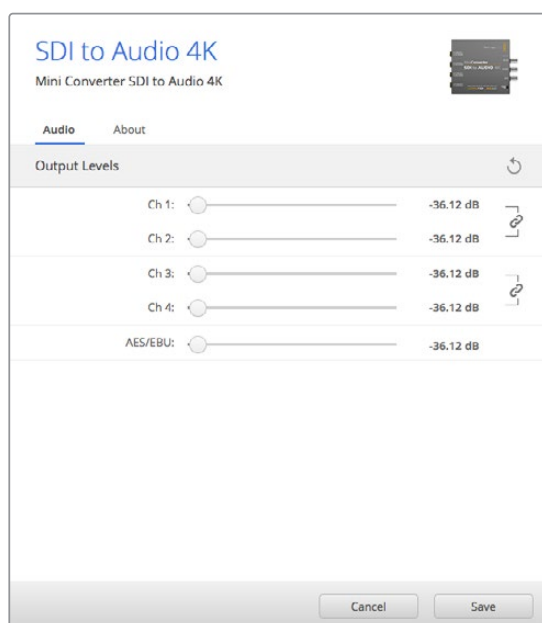 SDI to Audio 4K
Mini Converter SDI to Audio 4K
Audio About
Output Levels
Ch 1: -36.12 dB
Ch 2: -36.12 dB
Ch 3: -36.12 dB
Ch 4: -36.12 dB
AES/EBU: -36.12 dB
Cancel Save